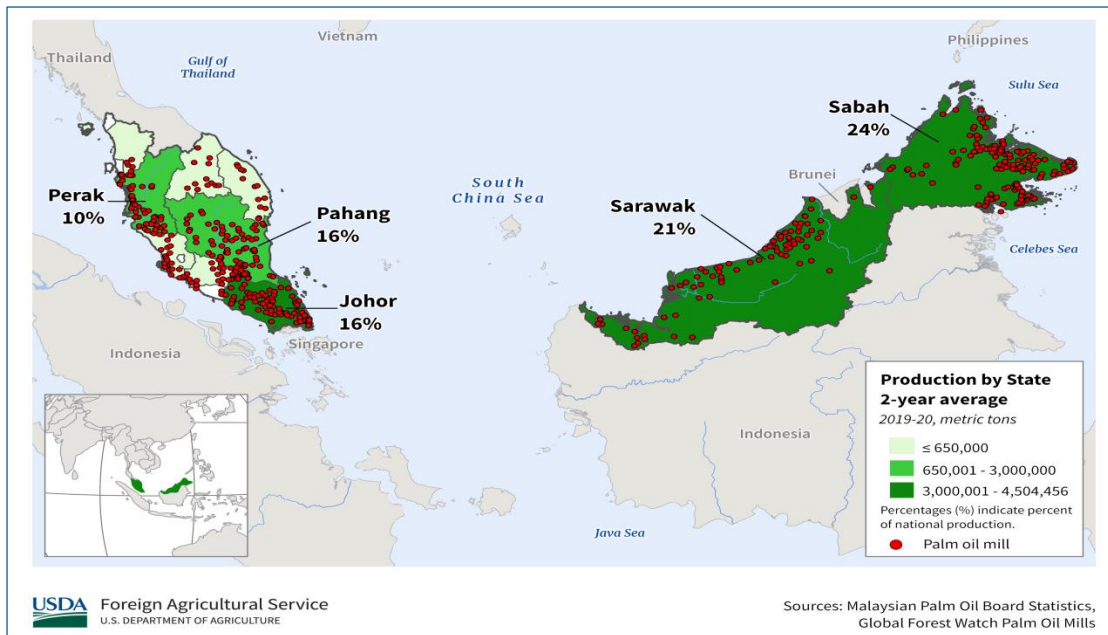 Vietnam
Philippines
Thailand
Gulf of
Thailand
Sulu Sea
Sabah
24%
Brunei
South
China Sea
Perak
10%
Pahang
16%
Sarawak
21%
Celebes Sea
Johor
16%
Singapore
Indonesia
Indonesia
Java Sea
Production by State
2-year average
2019-20, metric tons
≤ 650,000
650,001 - 3,000,000
3,000,001 - 4,504,456
Percentages (%) indicate percent
of national production.
Palm oil mill
USDA
Foreign Agricultural Service
U.S. DEPARTMENT OF AGRICULTURE
Sources: Malaysian Palm Oil Board Statistics,
Global Forest Watch Palm Oil Mills